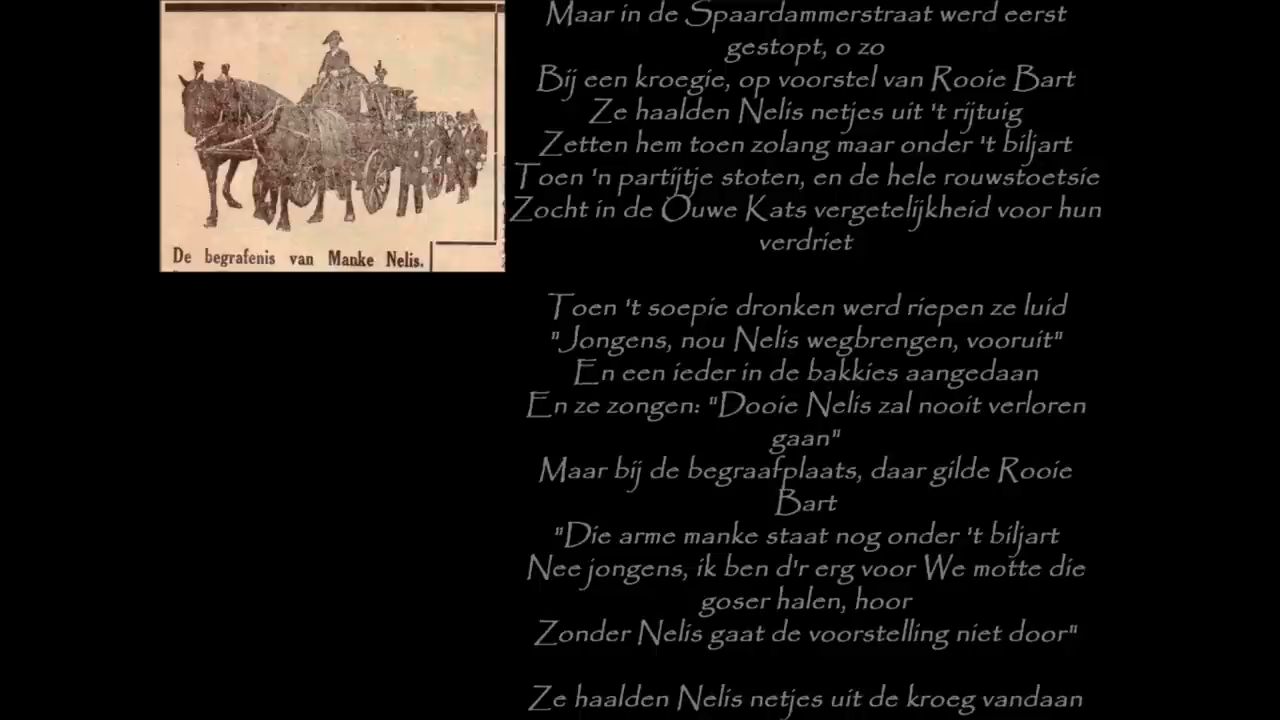 De begrafenis van Manke Nelis.
Maar in de Spaardammerstraat werd eerst
gestopt, o zo
Bij een kroegie, op voorstel van Rooie Bart
Ze haalden Nelis netjes uit 't rijtuig
Zetten hem toen zolang maar onder 't biljart
Toen 'n partijtje stoten, en de hele rouwstoetsie
Zocht in de Ouwe Kats vergetelijkheid voor hun
verdriet
Toen 't soepie dronken werd riepen ze luid
"Jongens, nou Nelis wegbrengen, vooruit"
En een ieder in de bakkies aangedaan
En ze zongen: "Dooie Nelis zal nooit verloren
gaan"
Maar bij de begraafplaats, daar gilde Rooie
Bart
"Die arme manke staat nog onder 't biljart
Nee jongens, ik ben d'r erg voor We motte die
goser halen, hoor
Zonder Nelis gaat de voorstelling niet door"
Ze haalden Nelis netjes uit de kroeg vandaan